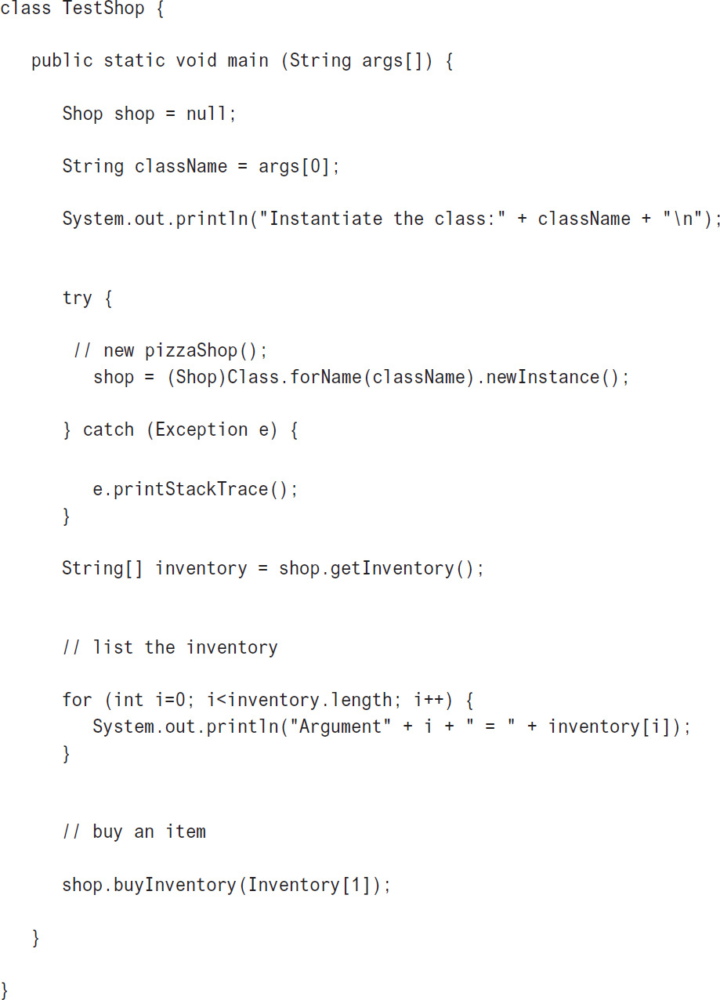 class TestShop {
public static void main (String args[]) {
Shop shop = null;
String className = args[0];
System.out.println("Instantiate the class:" + className + "\n");
try {
// new pizzaShop();
shop = (Shop)Class.forName(className).newInstance();
} catch (Exception e) {
e.printStackTrace();
}
String[] inventory = shop.getInventory();
// list the inventory
for (int i=0; i<inventory.length; i++) {
System.out.println("Argument" + i + " = " + inventory[i]);
}
// buy an item
shop.buyInventory(Inventory[1]);
}
}